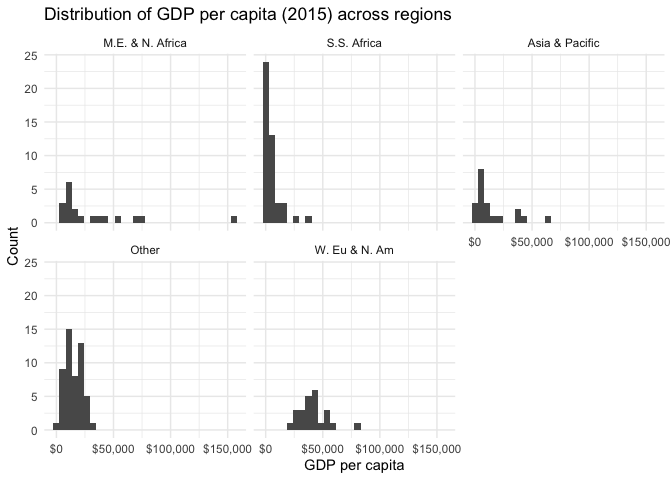 Distribution of GDP per capita (2015) across regions
M.E. & N. Africa
S.S. Africa
Asia & Pacific
25
20
15
10
5
0
$0 $50,000 $100,000 $150,000
Other
W. Eu & N. Am
25
20
15
10
5
0
$0 $50,000 $100,000 $150,000
$0 $50,000 $100,000 $150,000
Count
GDP per capita